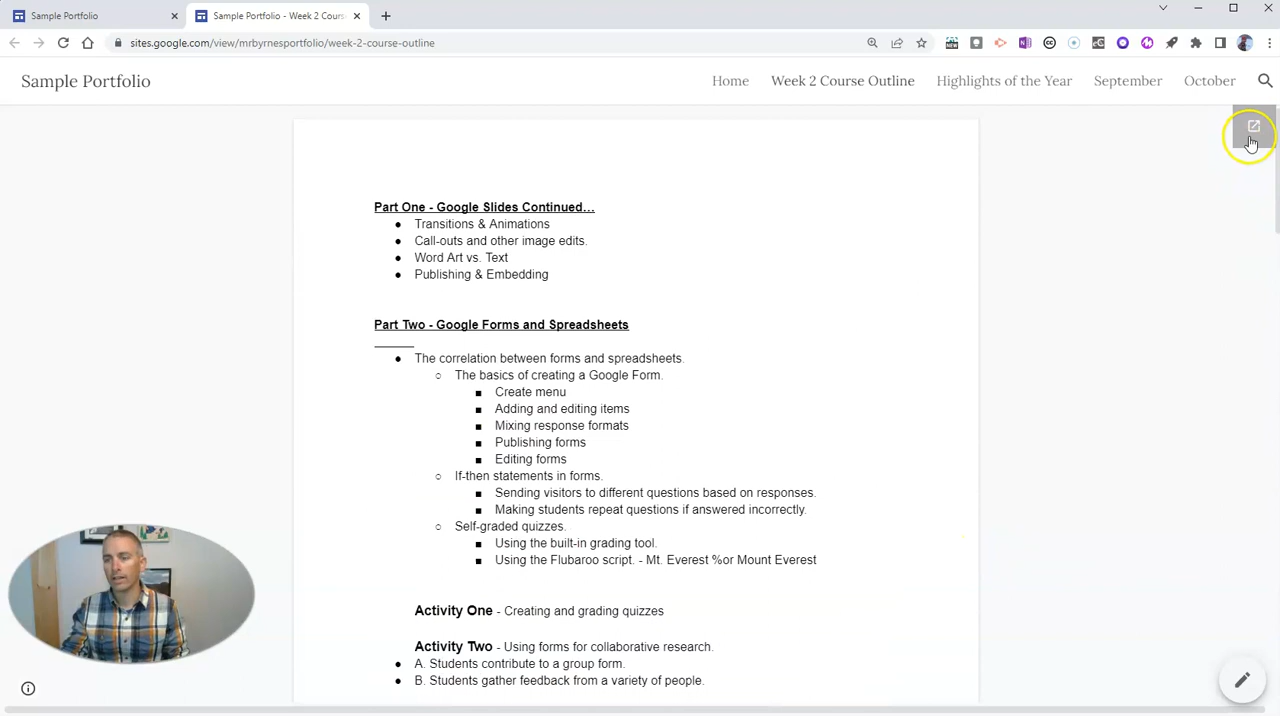 Sample Portfolio
Sample Portfolio - Week 2 Cours
sites.google.com/view/mrbyrnesportfolio/week-2-course-outline
Sample Portfolio
Home
Week 2 Course Outline
Highlights of the Year
September
October
Part One - Google Slides Continued…
● Transitions & Animations
● Call-outs and other image edits.
● Word Art vs. Text
● Publishing & Embedding
Part Two - Google Forms and Spreadsheets
● The correlation between forms and spreadsheets.
○ The basics of creating a Google Form.
■ Create menu
■ Adding and editing items
■ Mixing response formats
■ Publishing forms
■ Editing forms
○ If-then statements in forms.
■ Sending visitors to different questions based on responses.
■ Making students repeat questions if answered incorrectly.
○ Self-graded quizzes.
■ Using the built-in grading tool.
■ Using the Flubaroo script. - Mt. Everest %or Mount Everest
Activity One - Creating and grading quizzes
Activity Two - Using forms for collaborative research.
● A. Students contribute to a group form.
● B. Students gather feedback from a variety of people.